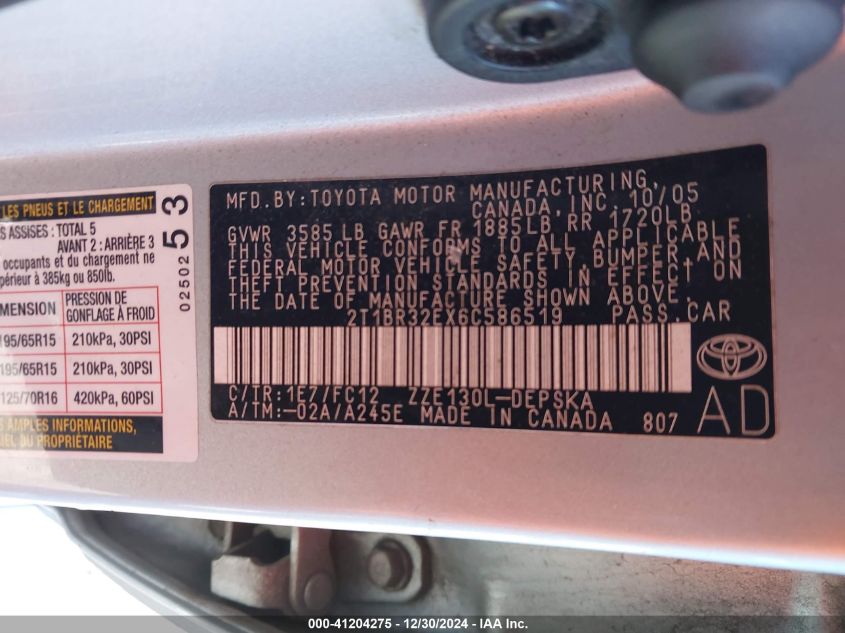 LES PNEUS ET LE CHARGEMENT
ASSISES : TOTAL 5
AVANT 2 : ARRIÈRE 3
occupants et du chargement ne
385kg ou 850lb.
PRESSION DE
GONFLAGE À FROID
195/65R15 210kPa, 30PSI
195/65R15 210kPa, 30PSI
125/70R16 420kPa, 60PSI
AMPLES INFORMATIONS,
DU PROPRIÉTAIRE
02502 53
MFD. BY: TOYOTA MOTOR MANUFACTURING,
CANADA, INC. 10/05
GVWR 3585 LB GAWR FR 1885LB RR 1720LB
THIS VEHICLE CONFORMS TO ALL APPLICABLE
FEDERAL MOTOR VEHICLE SAFETY, BUMPER, AND
THEFT PREVENTION STANDARDS IN EFFECT ON
THE DATE OF MANUFACTURE SHOWN ABOVE.
2T1BR32EX6C586519 PASS.CAR
C/TR: 1E7/FC12 ZZE130L-DEPSKA
A/TM:-02A/A245E MADE IN CANADA 807
AD
000-41204275 - 12/30/2024 - IAA Inc.